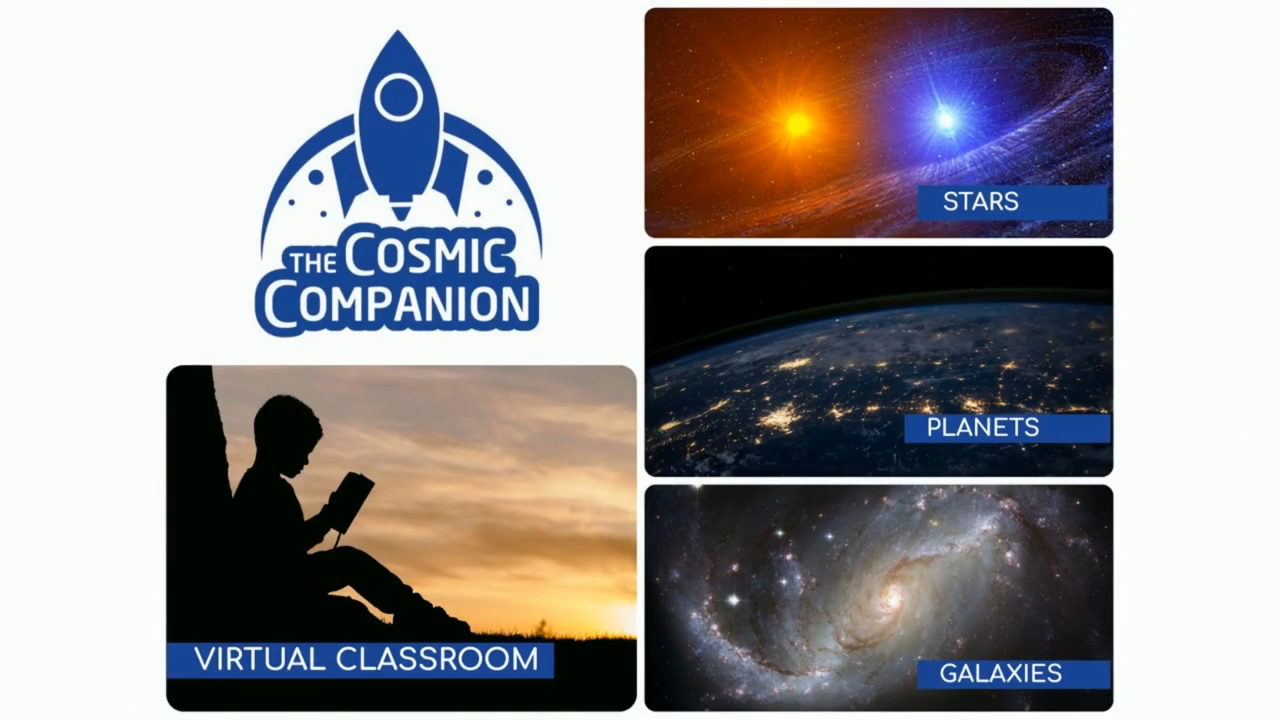 THE COSMIC
COMPANION
VIRTUAL CLASSROOM
STARS
PLANETS
GALAXIES